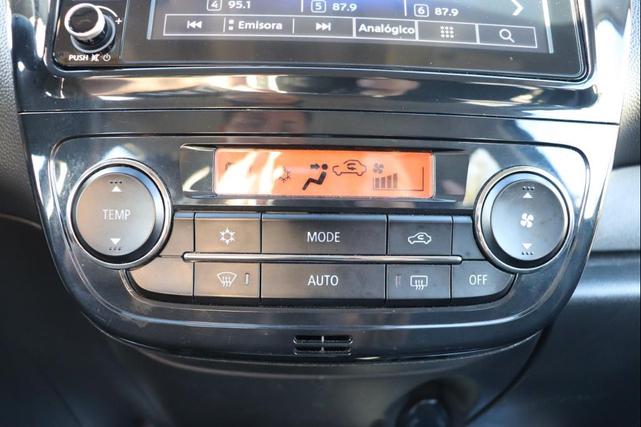 4 95.1 5 87.9 6 87.9
Emisora Analógico
PUSH
TEMP
MODE
AUTO OFF